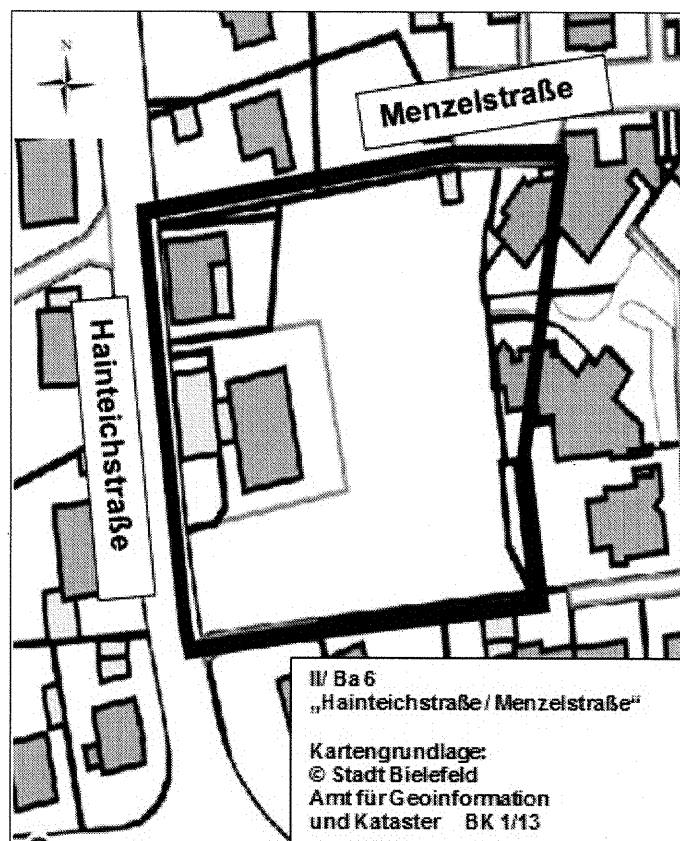 N
Menzelstraße
Hainteichstraße
II/ Ba 6
„Hainteichstraße / Menzelstraße“
Kartengrundlage:
© Stadt Bielefeld
Amt für Geoinformation
und Kataster BK 1/13